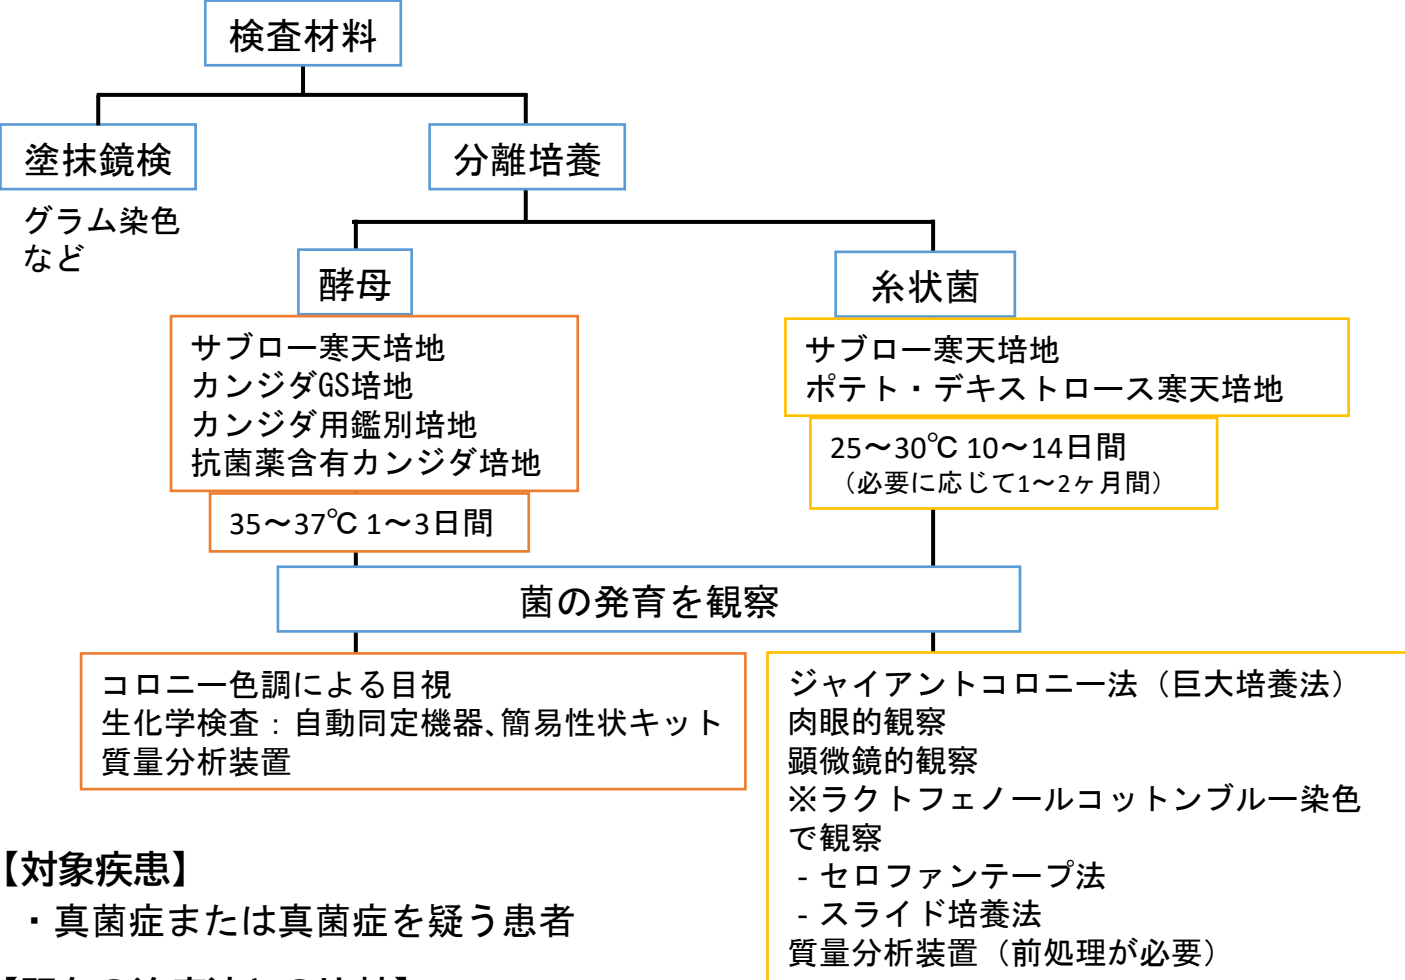 検査材料
塗抹鏡検
グラム染色
など
分離培養
酵母
サブロー寒天培地
カンジダGS培地
カンジダ用鑑別培地
抗菌薬含有カンジダ培地
35～37℃ 1～3日間
糸状菌
サブロー寒天培地
ポテト・デキストロース寒天培地
25～30℃ 10～14日間
（必要に応じて1～2ヶ月間）
菌の発育を観察
コロニー色調による目視
生化学検査：自動同定機器、簡易性状キット
質量分析装置
ジャイアントコロニー法（巨大培養法）
肉眼的観察
顕微鏡的観察
※ラクトフェノールコットンブルー染色
で観察
- セロファンテープ法
- スライド培養法
質量分析装置（前処理が必要）
【対象疾患】
・真菌症または真菌症を疑う患者